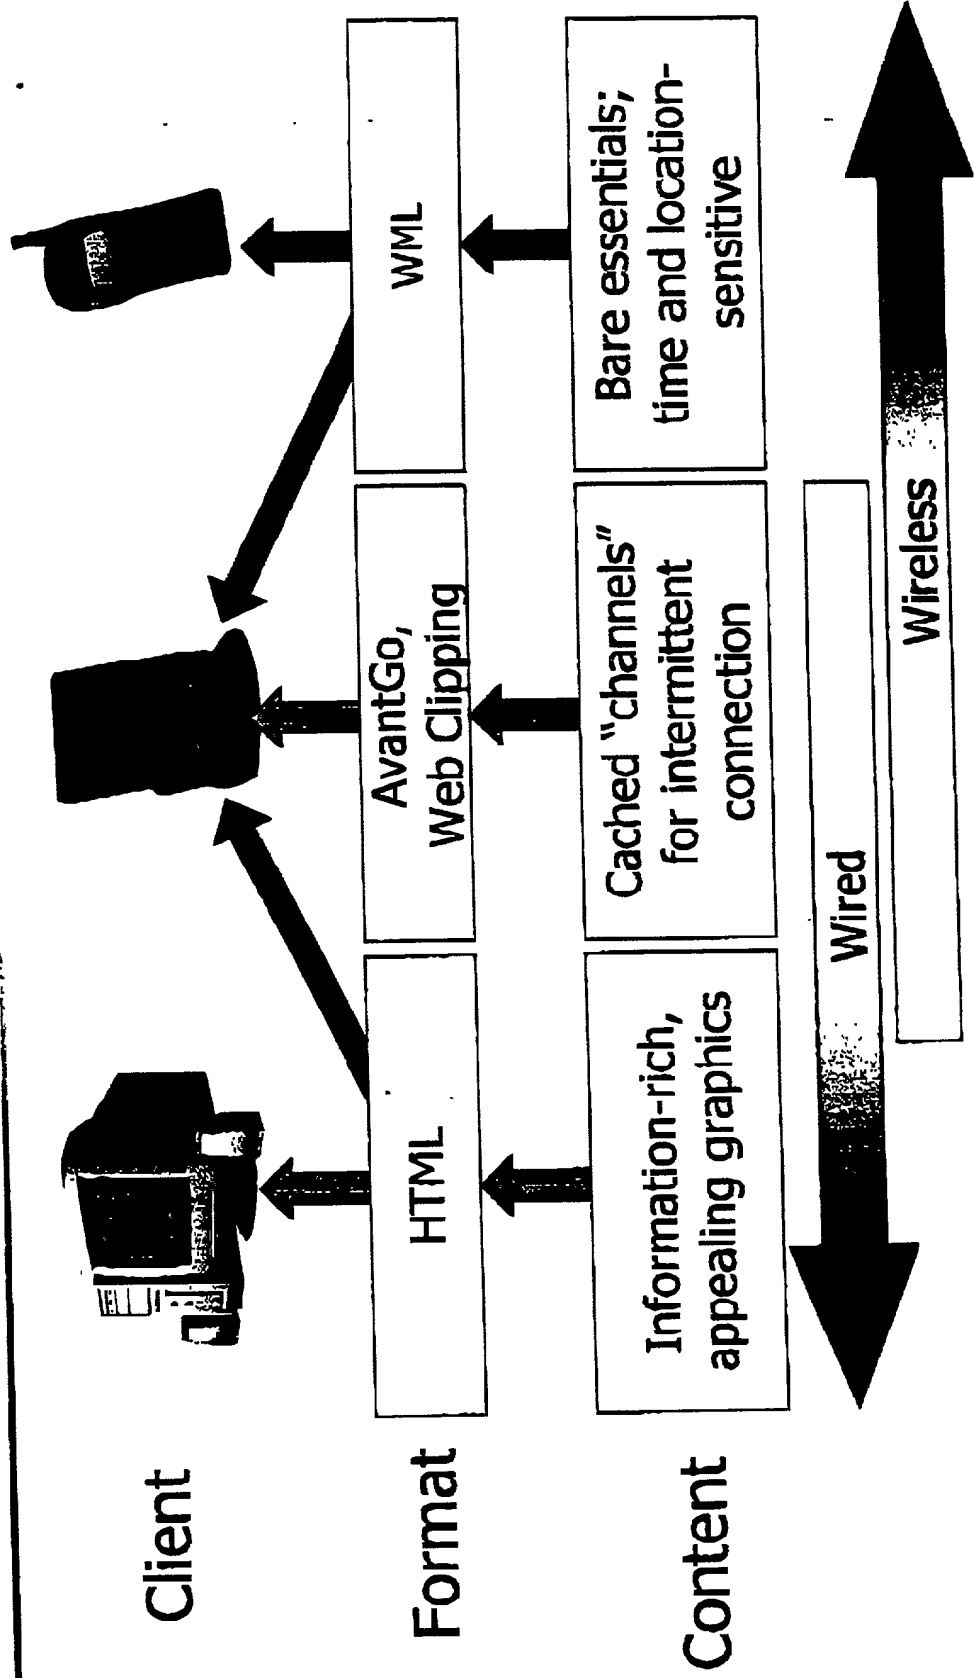 Client
Format
HTML
AvantGo,
Web Clipping
WML
Content
Information-rich,
appealing graphics
Cached “channels”
for intermittent
connection
Bare essentials;
time and location-
sensitive
Wired
Wireless